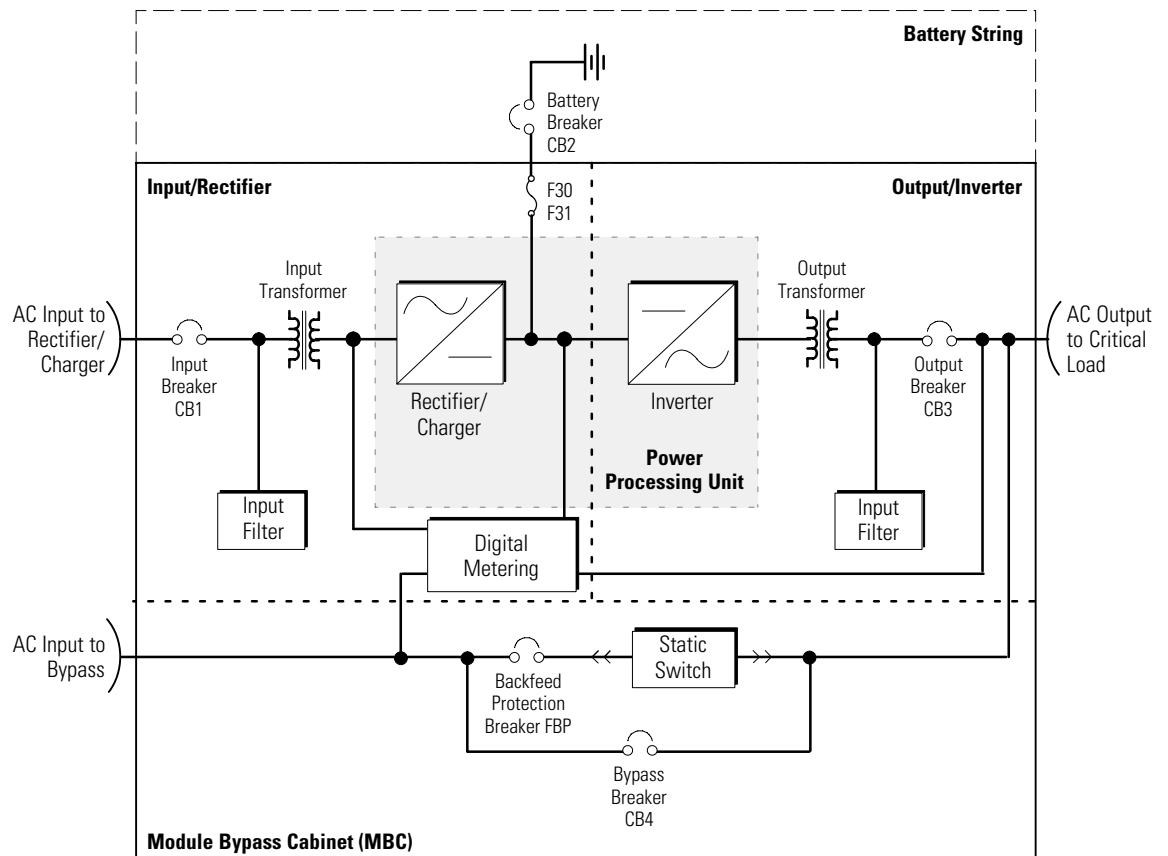 Battery String
Battery
Breaker
CB2
Input/Rectifier
F30
F31
Output/Inverter
Input
Transformer
Output
Transformer
AC Input to
Rectifier/
Charger
Input
Breaker
CB1
Rectifier/
Charger
Inverter
Output
Breaker
CB3
AC Output
to Critical
Load
Power
Processing Unit
Input
Filter
Digital
Metering
Input
Filter
AC Input to
Bypass
Backfeed
Protection
Breaker FBP
Static
Switch
Bypass
Breaker
CB4
Module Bypass Cabinet (MBC)